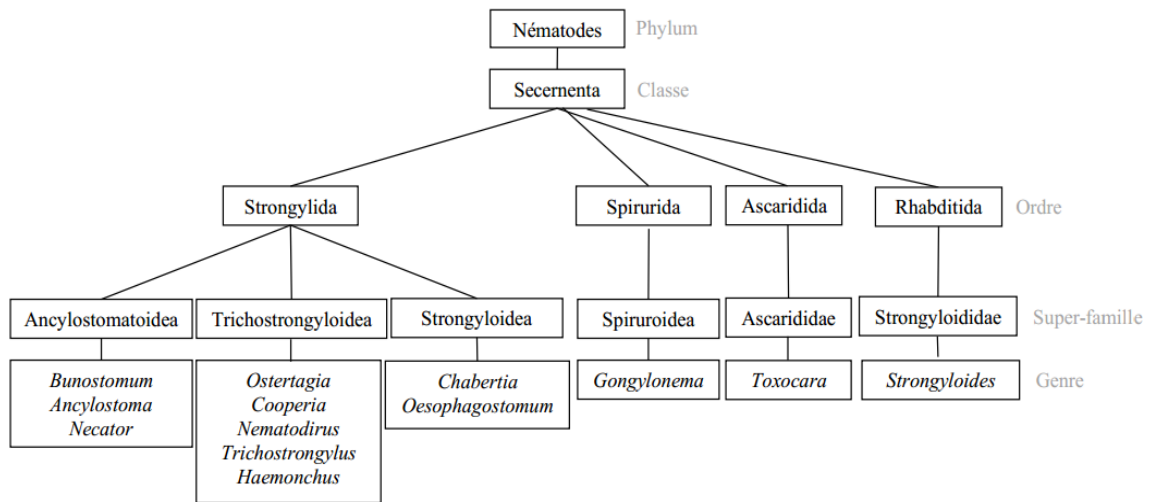 Nématodes
Phylum
Secernenta
Classe
Strongylida
Spirurida
Ascaridida
Rhabditida
Ordre
Ancylostomatoidea
Trichostrongyloidea
Strongyloidea
Spiruroidea
Ascarididae
Strongyloididae
Super-famille
Bunostomum
Ancylostoma
Necator
Ostertagia
Cooperia
Nematodirus
Trichostrongylus
Haemonchus
Chabertia
Oesophagostomum
Gongylonema
Toxocara
Strongyloides
Genre